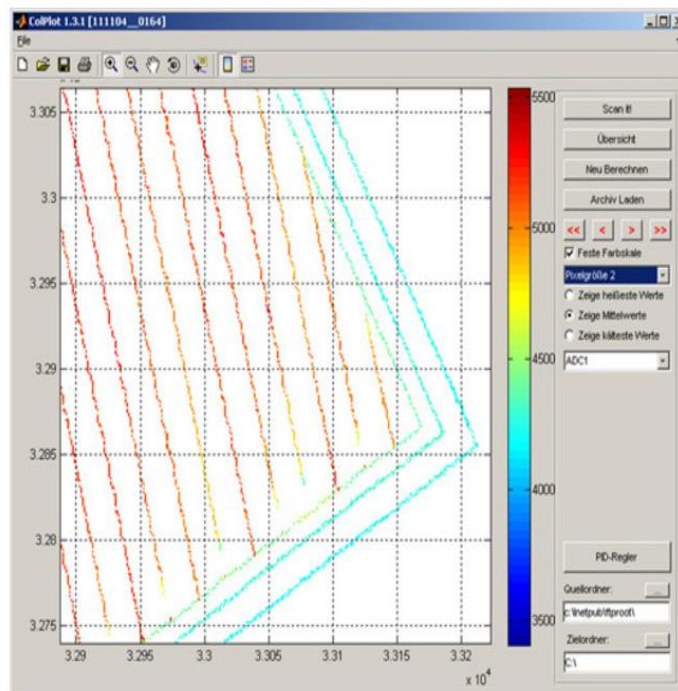 ColPlot 1.3.1 [111104__0164]
File
3.305
3.3
3.295
3.29
3.285
3.28
3.275
3.29
3.295
3.3
3.305
3.31
3.315
3.32
x 10⁴
5500
5000
4500
4000
3500
Scan it!
Übersicht
Neu Berechnen
Archiv Laden
<< < > >>
Feste Farbskale
Pixelgröße 2
Zeige heißeste Werte
Zeige Mittelwerte
Zeige kälteste Werte
ADC1
PID-Regler
Quellordner: ...
c:\Inetpub\ftproot\
Zielordner: ...
C:\